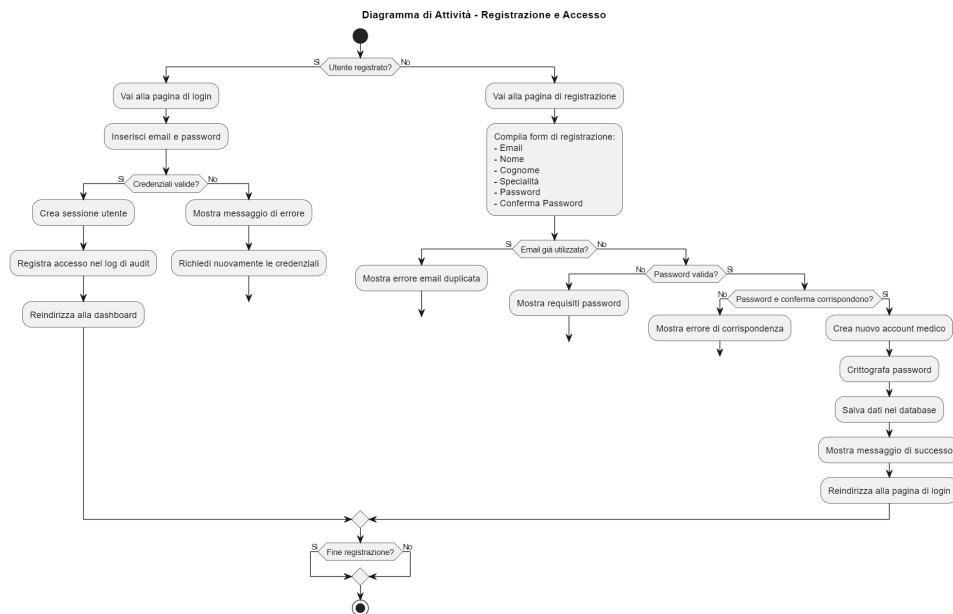 Diagramma di Attività - Registrazione e Accesso
Sì
Utente registrato?
No
Vai alla pagina di login
Inserisci email e password
Sì
Credenziali valide?
No
Crea sessione utente
Registra accesso nel log di audit
Reindirizza alla dashboard
Mostra messaggio di errore
Richiedi nuovamente le credenziali
Vai alla pagina di registrazione
Compila form di registrazione:
- Email
- Nome
- Cognome
- Specialità
- Password
- Conferma Password
Sì
Email già utilizzata?
No
Mostra errore email duplicata
No
Password valida?
Sì
Mostra requisiti password
No
Password e conferma corrispondono?
Sì
Mostra errore di corrispondenza
Crea nuovo account medico
Crittografa password
Salva dati nel database
Mostra messaggio di successo
Reindirizza alla pagina di login
Sì
Fine registrazione?
No